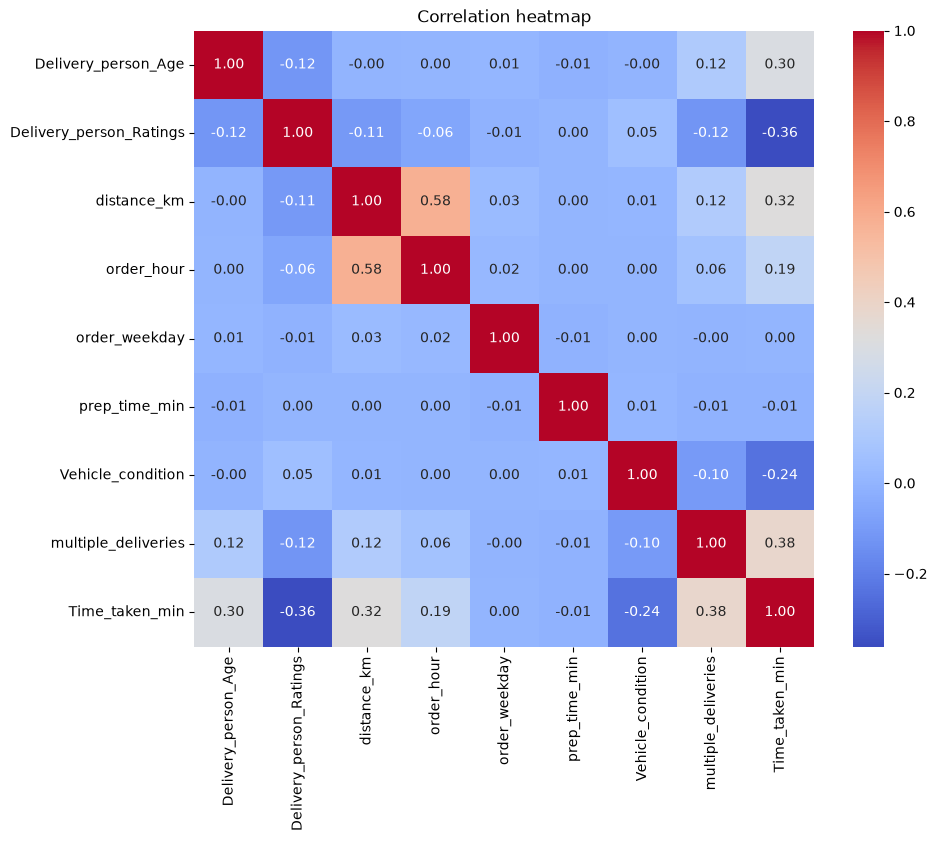 Correlation heatmap
Delivery_person_Age 1.00 -0.12 -0.00 0.00 0.01 -0.01 -0.00 0.12 0.30
Delivery_person_Ratings -0.12 1.00 -0.11 -0.06 -0.01 0.00 0.05 -0.12 -0.36
distance_km -0.00 -0.11 1.00 0.58 0.03 0.00 0.01 0.12 0.32
order_hour 0.00 -0.06 0.58 1.00 0.02 0.00 0.00 0.06 0.19
order_weekday 0.01 -0.01 0.03 0.02 1.00 -0.01 0.00 -0.00 0.00
prep_time_min -0.01 0.00 0.00 0.00 -0.01 1.00 0.01 -0.01 -0.01
Vehicle_condition -0.00 0.05 0.01 0.00 0.00 0.01 1.00 -0.10 -0.24
multiple_deliveries 0.12 -0.12 0.12 0.06 -0.00 -0.01 -0.10 1.00 0.38
Time_taken_min 0.30 -0.36 0.32 0.19 0.00 -0.01 -0.24 0.38 1.00
Delivery_person_Age
Delivery_person_Ratings
distance_km
order_hour
order_weekday
prep_time_min
Vehicle_condition
multiple_deliveries
Time_taken_min
1.0
0.8
0.6
0.4
0.2
0.0
−0.2